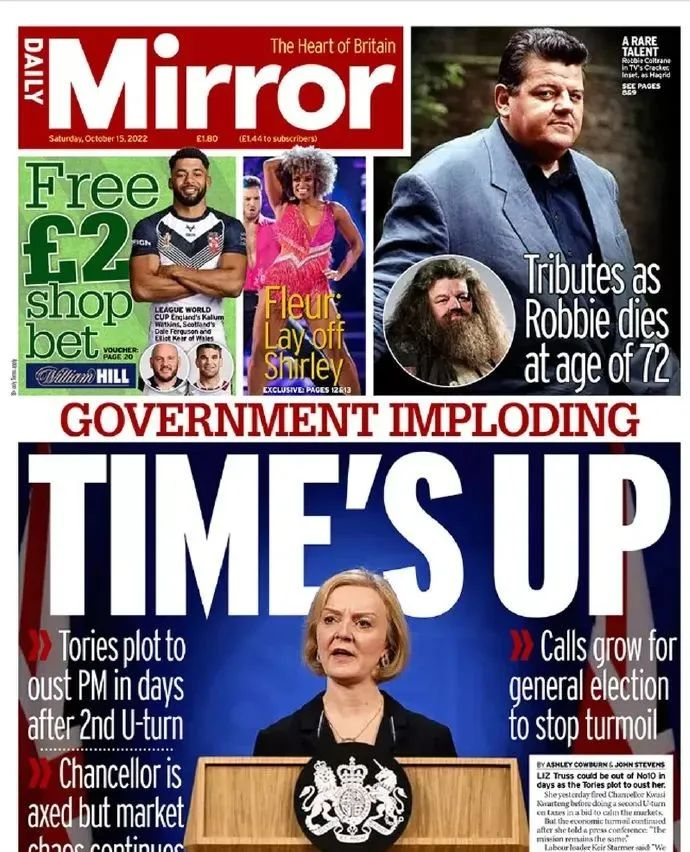 DAILY
Mirror
The Heart of Britain
Saturday, October 15, 2022
£1.80
(£1.44 to subscribers)
A RARE
TALENT
Robbie Coltrane
in TV's Cracker.
Inset, as Hagrid
SEE PAGES
8&9
Tributes as
Robbie dies
at age of 72
Free
£2
shop
bet
VOUCHER:
PAGE 20
William HILL
LEAGUE WORLD
CUP England's Kallum
Watkins, Scotland's
Dale Ferguson and
Elliot Kear of Wales
Fleur:
Lay off
Shirley
EXCLUSIVE: PAGES 12&13
GOVERNMENT IMPLODING
TIME'S UP
» Tories plot to
oust PM in days
after 2nd U-turn
» Chancellor is
axed but market
chaos continues
» Calls grow for
general election
to stop turmoil
BY ASHLEY COWBURN & JOHN STEVENS
LIZ Truss could be out of No10 in
days as the Tories plot to oust her.
She yesterday fired Chancellor Kwasi
Kwarteng before doing a second U-turn
on taxes in a bid to calm the markets.
But the economic turmoil continued
after she told a press conference: "The
mission remains the same."
Labour leader Keir Starmer said: "We